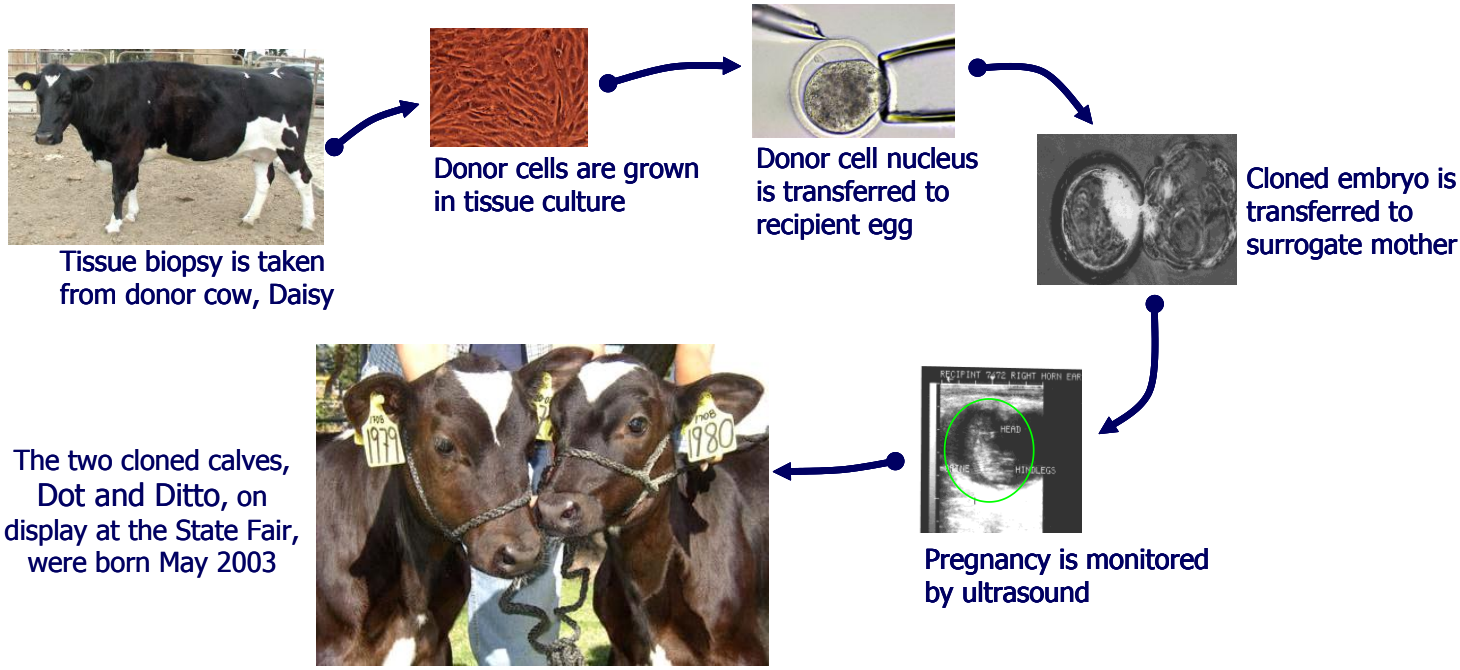 Tissue biopsy is taken
from donor cow, Daisy
Donor cells are grown
in tissue culture
Donor cell nucleus
is transferred to
recipient egg
Cloned embryo is
transferred to
surrogate mother
RECIPINT 7472 RIGHT HORN EAR
HEAD
HINDLEGS
Pregnancy is monitored
by ultrasound
1708
1979
1708
1980
The two cloned calves,
Dot and Ditto, on
display at the State Fair,
were born May 2003